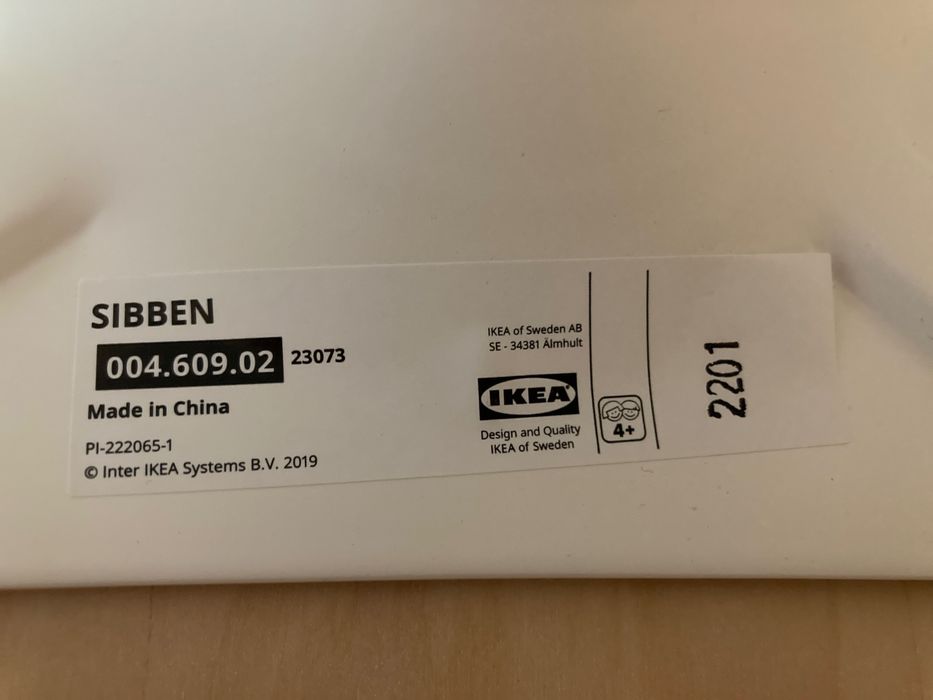 SIBBEN
004.609.02 23073
Made in China
PI-222065-1
© Inter IKEA Systems B.V. 2019
IKEA of Sweden AB
SE - 34381 Älmhult
IKEA
Design and Quality
IKEA of Sweden
4+
2201